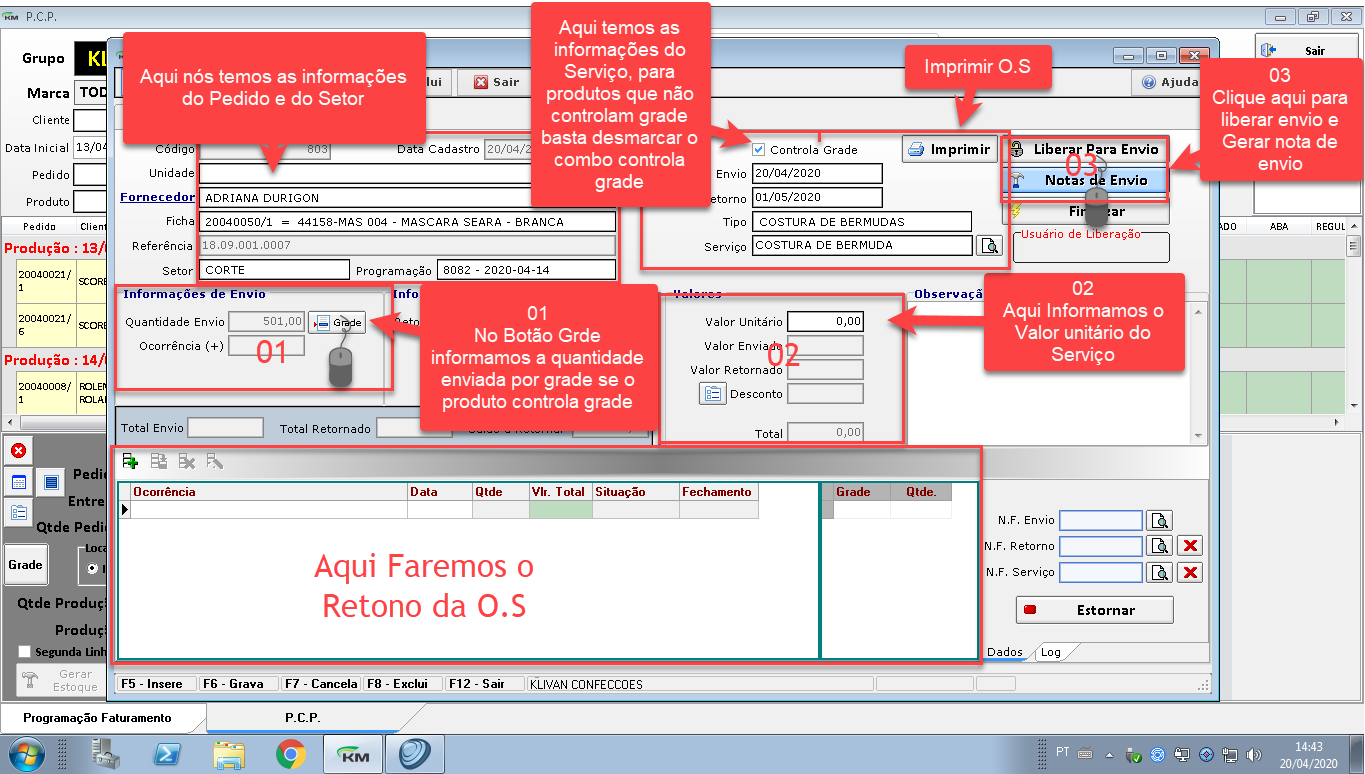 KM P.C.P.
Grupo KL
Marca TOD
Cliente
Data Inicial 13/04
Pedido
Produto
Sair
Aqui nós temos as informações
do Pedido e do Setor
Aqui temos as
informações do
Serviço, para
produtos que não
controlam grade
basta desmarcar o
combo controla
grade
Imprimir O.S
03
Clique aqui para
liberar envio e
Gerar nota de
envio
Sair
Ajuda
Código 803 Data Cadastro 20/04/2
Unidade
Fornecedor ADRIANA DURIGON
Ficha 20040050/1 = 44158-MAS 004 - MASCARA SEARA - BRANCA
Referência 18.09.001.0007
Setor CORTE Programação 8082 - 2020-04-14
Controla Grade
Imprimir
Envio 20/04/2020
etorno 01/05/2020
Tipo COSTURA DE BERMUDAS
Serviço COSTURA DE BERMUDA
Liberar Para Envio
03
Notas de Envio
Usuário de Liberação
Pedido Client
Produção : 13/
20040021/
1
SCORE
20040021/
6
SCORE
Produção : 14/
20040008/
1
ROLEM
ROLA
ADO ABA REGUL
Informações de Envio
Quantidade Envio 501,00 Grade
Ocorrência (+)
01
01
No Botão Grde
informamos a quantidade
enviada por grade se o
produto controla grade
Valores
Valor Unitário 0,00
Valor Enviado
02
Valor Retornado
Desconto
Total 0,00
Observaçã
02
Aqui Informamos o
Valor unitário do
Serviço
Total Envio
Total Retornado
Ocorrência Data Qtde Vlr. Total Situação Fechamento
Grade Qtde.
Aqui Faremos o
Retono da O.S
N.F. Envio
N.F. Retorno
N.F. Serviço
Estornar
Dados Log
Pedi
Entre
Qtde Pedi
Grade
Loca
Qtde Produç
Produç
Segunda Linh
Gerar
Estoque
F5 - Insere F6 - Grava F7 - Cancela F8 - Exclui F12 - Sair KLIVAN CONFECCOES
Programação Faturamento P.C.P.
KM
PT
14:43
20/04/2020